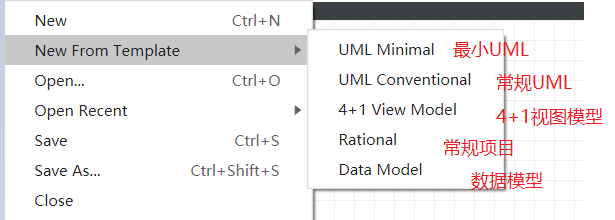 New Ctrl+N
New From Template
Open... Ctrl+O
Open Recent
Save Ctrl+S
Save As... Ctrl+Shift+S
Close
UML Minimal 最小UML
UML Conventional 常规UML
4+1 View Model 4+1视图模型
Rational 常规项目
Data Model 数据模型